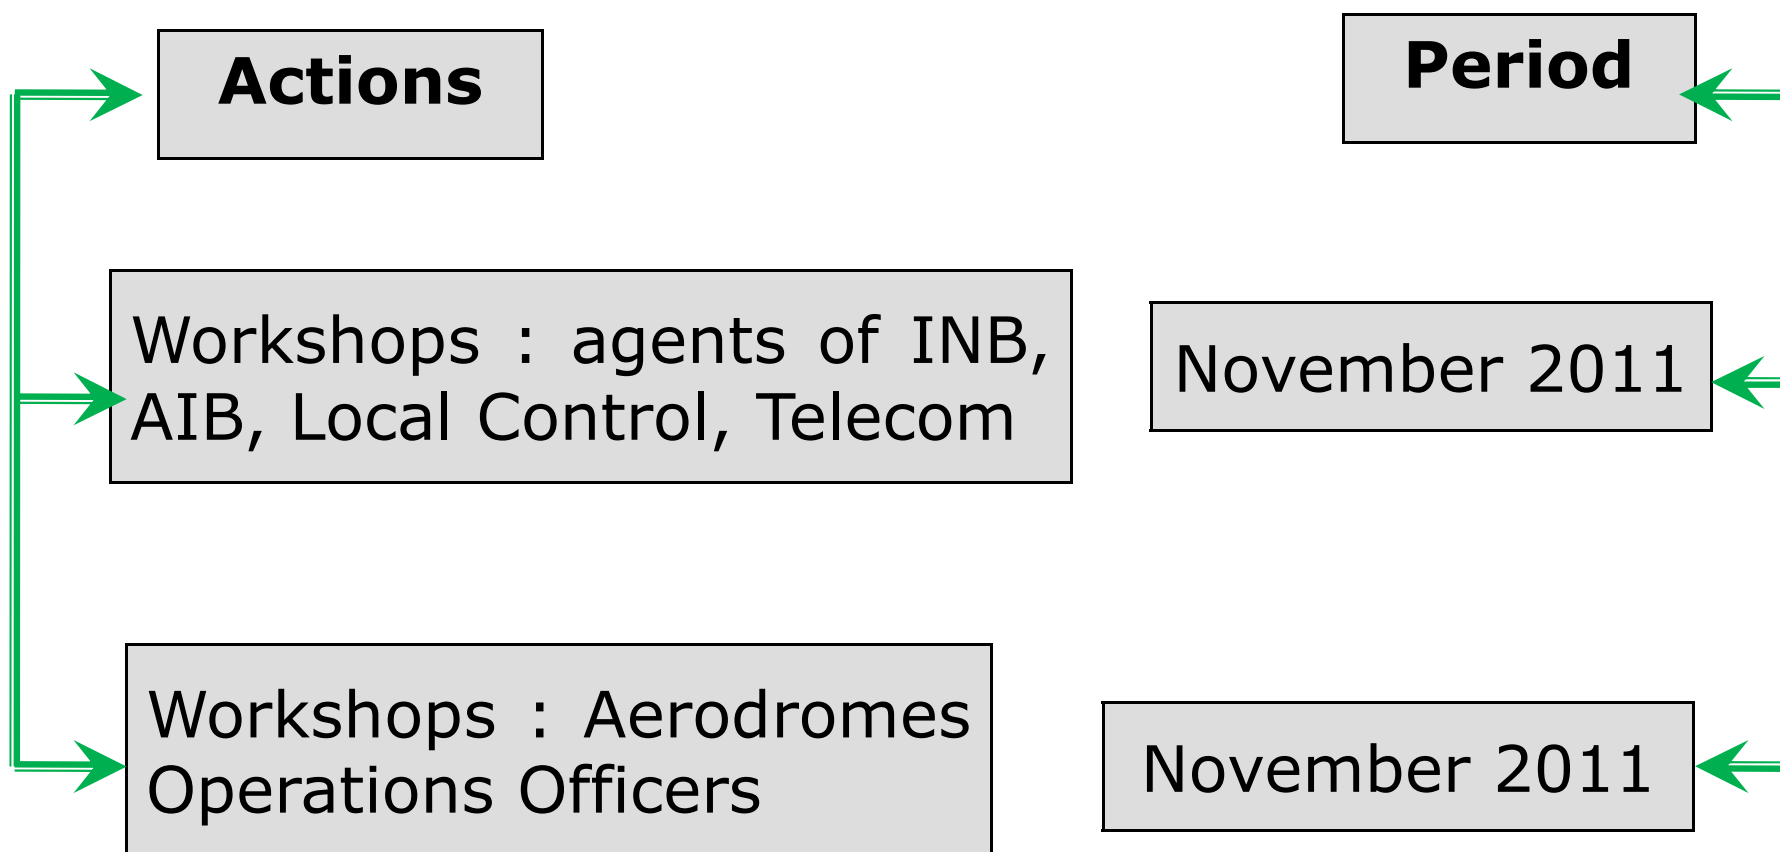 Actions
Period
Workshops : agents of INB,
AIB, Local Control, Telecom
November 2011
Workshops : Aerodromes
Operations Officers
November 2011